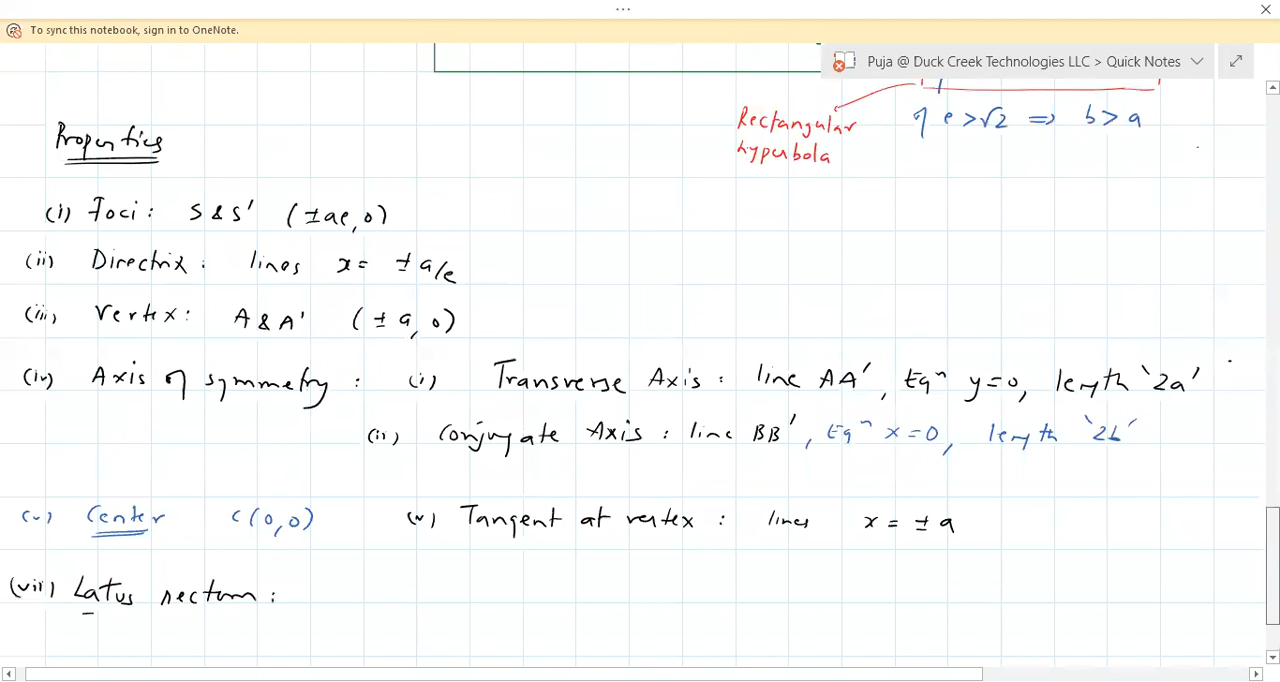 To sync this notebook, sign in to OneNote.
Puja @ Duck Creek Technologies LLC > Quick Notes
Rectangular
hyperbola
If e > √2 ⇒ b > a
Properties
(i) Foci : S & S' (±ae, 0)
(ii) Directrix : lines x = ± a/e
(iii) Vertex : A & A' (± a, 0)
(iv) Axis of symmetry : (i) Transverse Axis : line AA', Eqⁿ y=0, length '2a'
(ii) Conjugate Axis : line BB', Eqⁿ x=0, length '2b'
(v) Center C(0,0) (v) Tangent at vertex : lines x = ± a
(vii) Latus rectum :